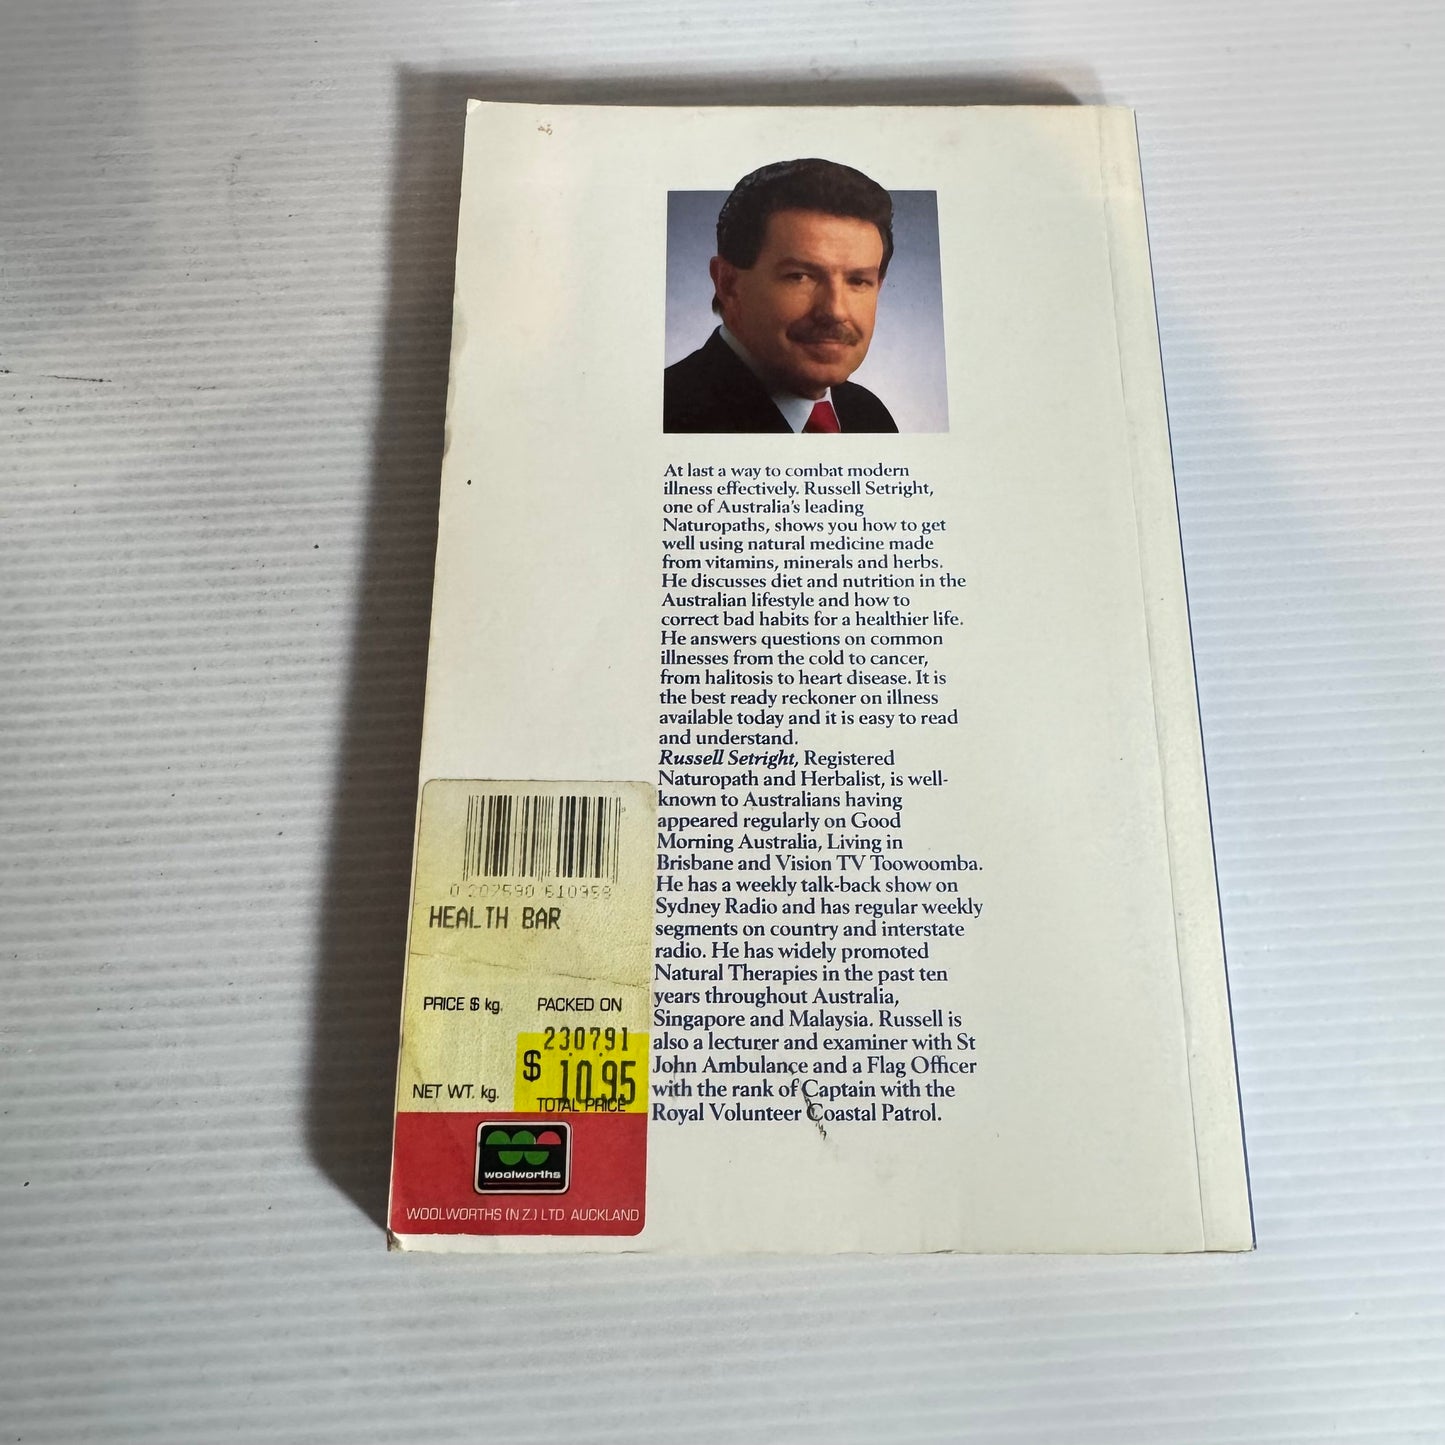 At last a way to combat modern
illness effectively. Russell Setright,
one of Australia's leading
Naturopaths, shows you how to get
well using natural medicine made
from vitamins, minerals and herbs.
He discusses diet and nutrition in the
Australian lifestyle and how to
correct bad habits for a healthier life.
He answers questions on common
illnesses from the cold to cancer,
from halitosis to heart disease. It is
the best ready reckoner on illness
available today and it is easy to read
and understand.
Russell Setright, Registered
Naturopath and Herbalist, is well-
known to Australians having
appeared regularly on Good
Morning Australia, Living in
Brisbane and Vision TV Toowoomba.
He has a weekly talk-back show on
Sydney Radio and has regular weekly
segments on country and interstate
radio. He has widely promoted
Natural Therapies in the past ten
years throughout Australia,
Singapore and Malaysia. Russell is
also a lecturer and examiner with St
John Ambulance and a Flag Officer
with the rank of Captain with the
Royal Volunteer Coastal Patrol.
0 207590 610958
HEALTH BAR
PRICE $ kg. PACKED ON
230791
$ 10.95
NET WT. kg. TOTAL PRICE
woolworths
WOOLWORTHS (N.Z.) LTD. AUCKLAND